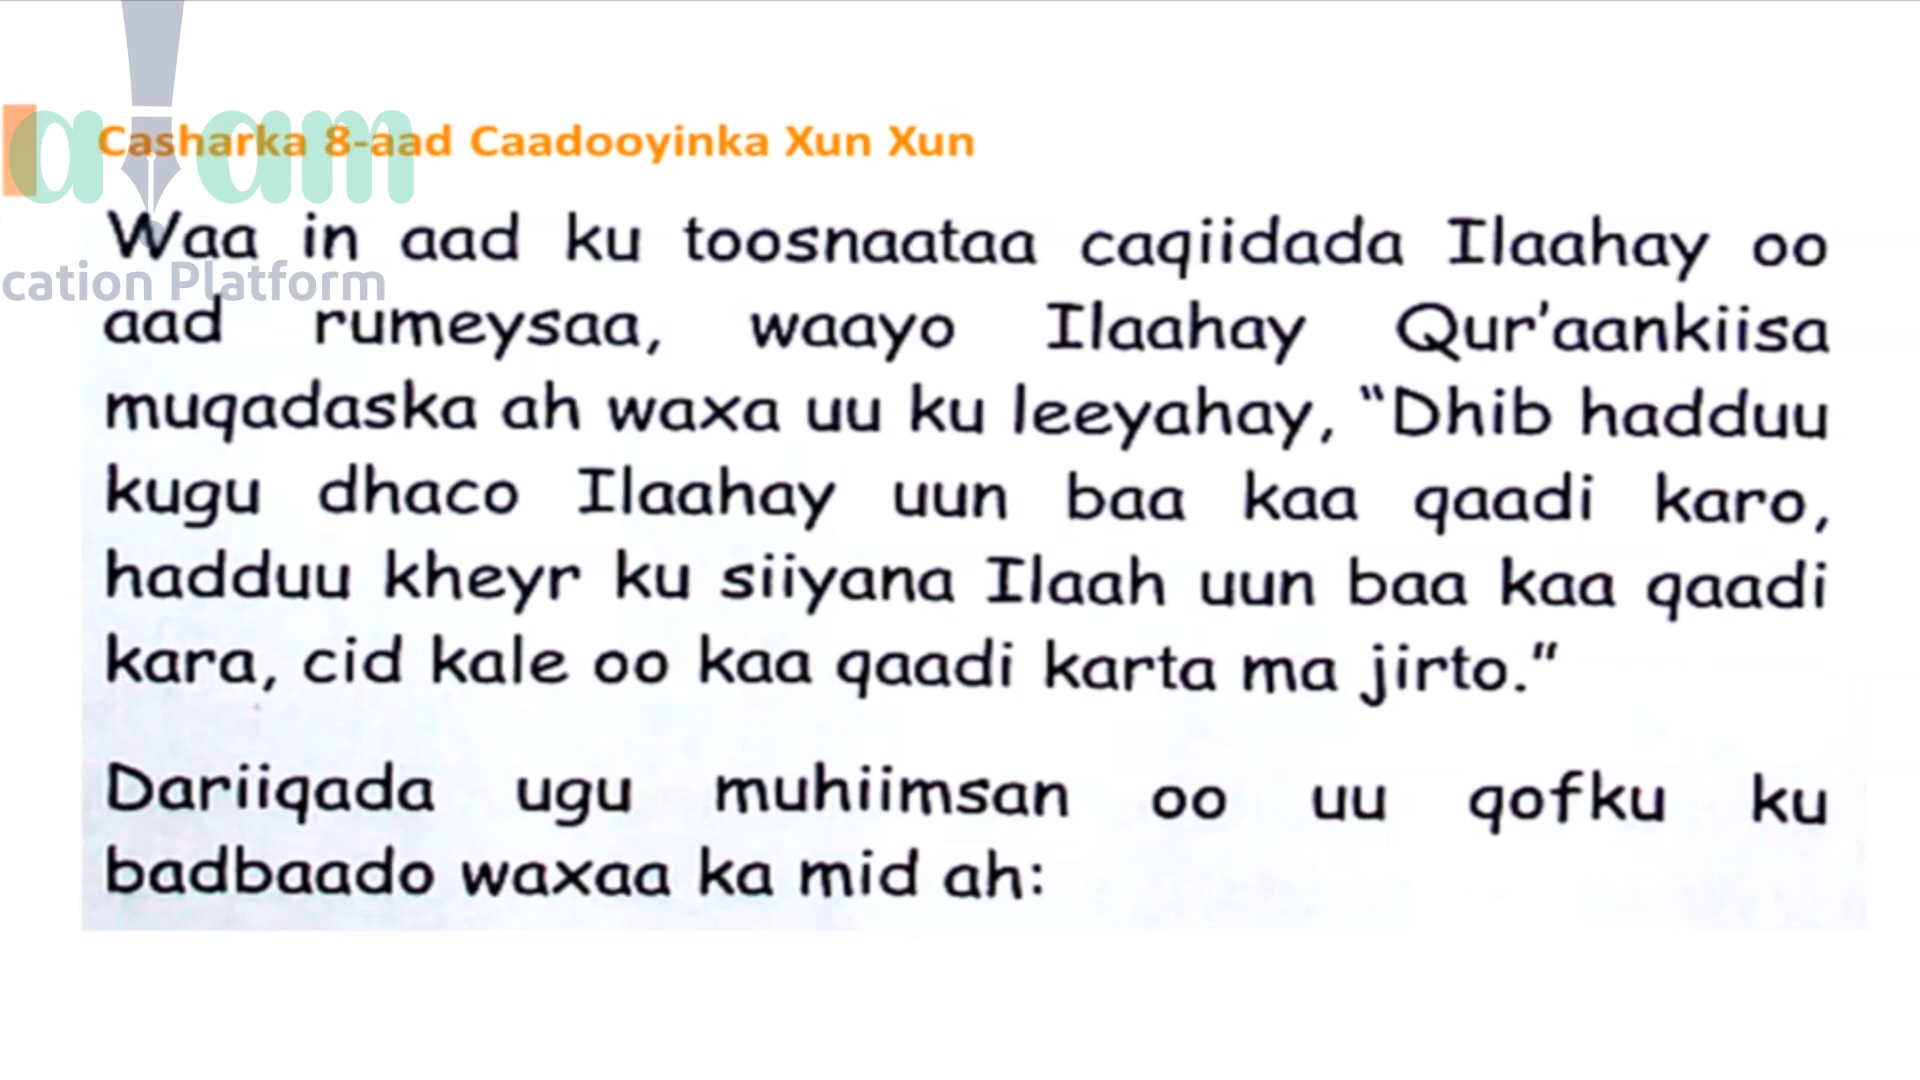 Casharka 8-aad Caadooyinka Xun Xun
Waa in aad ku toosnaataa caqiidada Ilaahay oo
aad rumeysaa, waayo Ilaahay Qur'aankiisa
muqadaska ah waxa uu ku leeyahay, "Dhib hadduu
kugu dhaco Ilaahay uun baa kaa qaadi karo,
hadduu kheyr ku siiyana Ilaah uun baa kaa qaadi
kara, cid kale oo kaa qaadi karta ma jirto."
Dariiqada ugu muhiimsan oo uu qofku ku
badbaado waxaa ka mid ah:
cation Platform